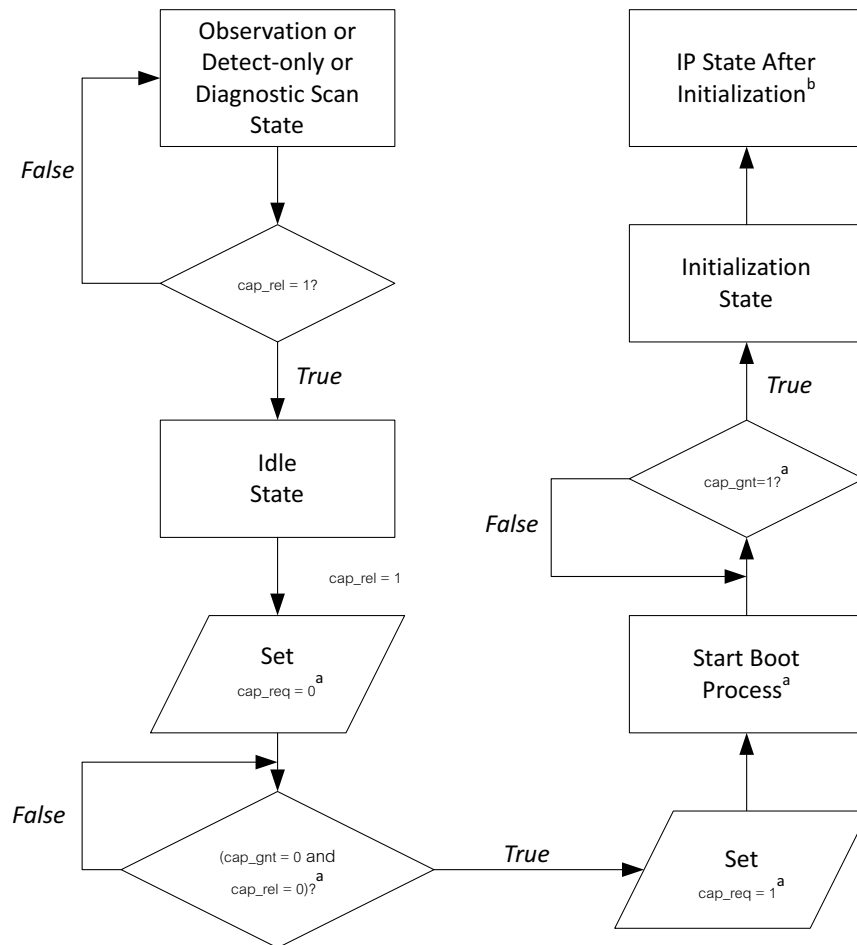 Observation or
Detect-only or
Diagnostic Scan
State
False
cap_rel = 1?
True
Idle
State
cap_rel = 1
Set
cap_req = 0a
False
(cap_gnt = 0 and
cap_rel = 0)?a
True
Set
cap_req = 1a
Start Boot
Processa
False
cap_gnt=1?a
True
Initialization
State
IP State After
Initializationb